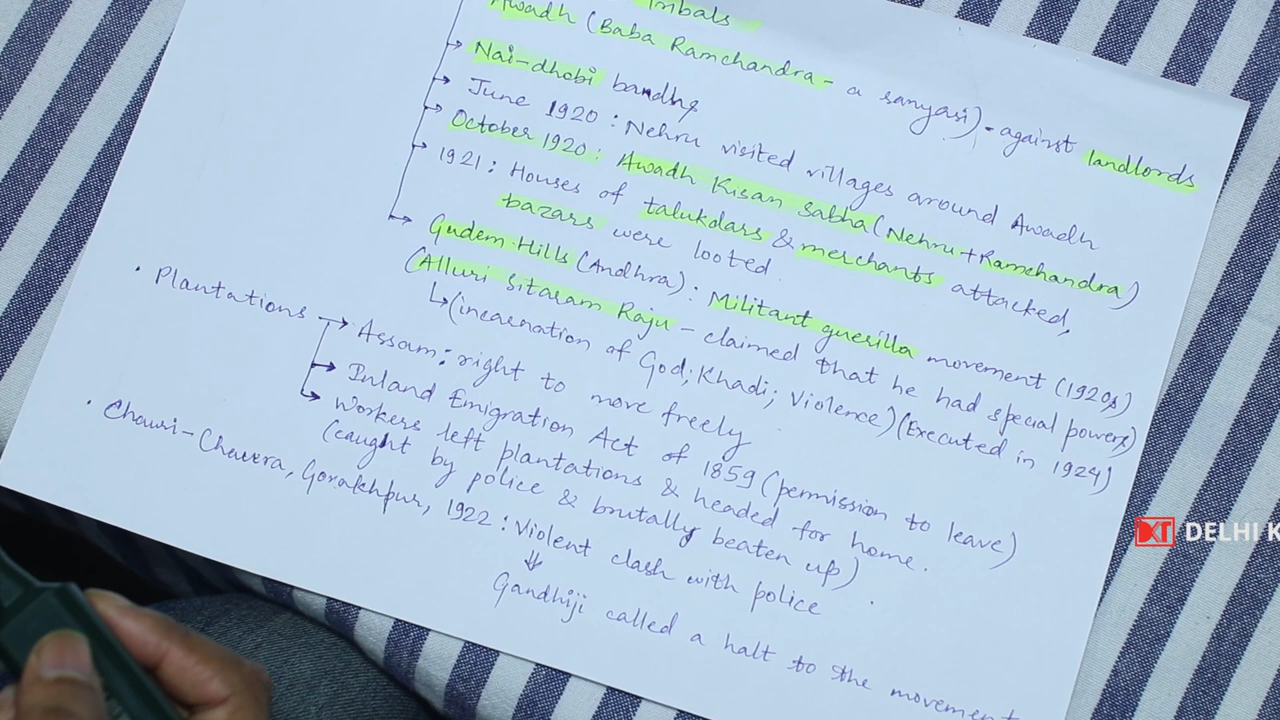 Tribals
Awadh (Baba Ramchandra - a sanyasi) - against landlords
Nai-dhobi bandhs
June 1920 : Nehru visited villages around Awadh
October 1920 : Awadh Kisan Sabha (Nehru + Ramchandra)
1921 : Houses of talukdars & merchants attacked,
bazars were looted.
Gudem Hills (Andhra) : Militant guerilla movement (1920s)
(Alluri Sitaram Raju - claimed that he had special powers)
(incarnation of God; Khadi; Violence) (Executed in 1924)
• Plantations → Assam : right to move freely
Inland Emigration Act of 1859 (permission to leave)
Workers left plantations & headed for home.
(caught by police & brutally beaten up)
• Chauri-Chavera, Gorakhpur, 1922 : Violent clash with police
Gandhiji called a halt to the movement
DELHI K